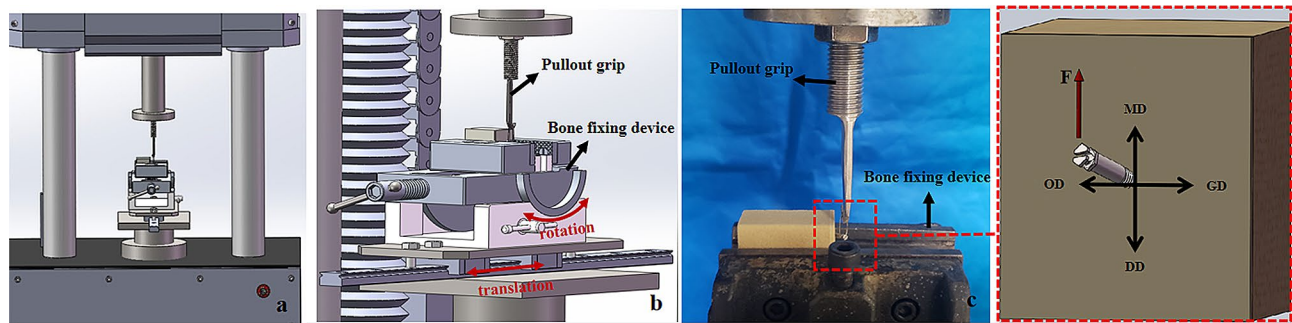 a
Pullout grip
Bone fixing device
rotation
translation
b
Pullout grip
Bone fixing device
c
F
MD
OD
GD
DD